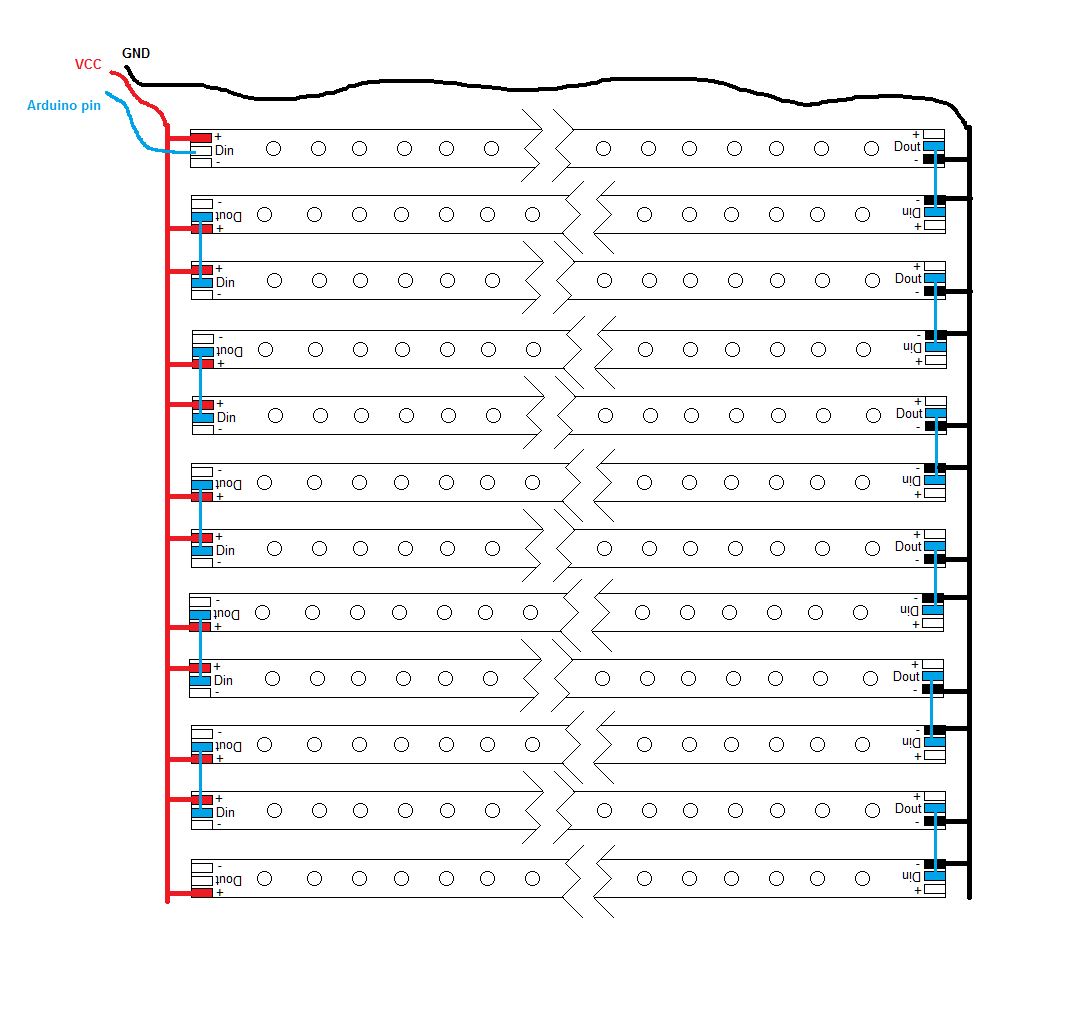 GND
VCC
Arduino pin
+ +
Din Dout
- -
- -
Dout Din
+ +
+ +
Din Dout
- -
- -
Dout Din
+ +
+ +
Din Dout
- -
- -
Dout Din
+ +
+ +
Din Dout
- -
- -
Dout Din
+ +
+ +
Din Dout
- -
- -
Dout Din
+ +
+ +
Din Dout
- -
- -
Dout Din
+ +